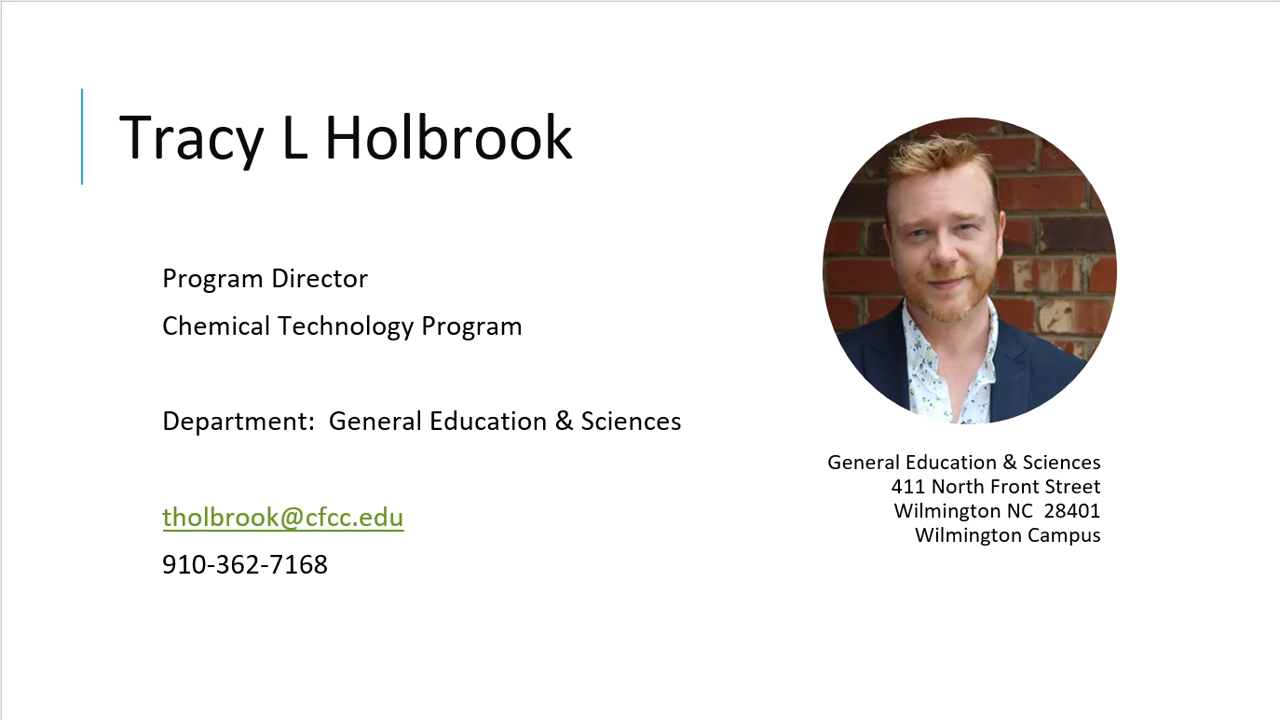 Tracy L Holbrook
Program Director
Chemical Technology Program
Department:  General Education & Sciences
tholbrook@cfcc.edu
910-362-7168
General Education & Sciences
411 North Front Street
Wilmington NC  28401
Wilmington Campus